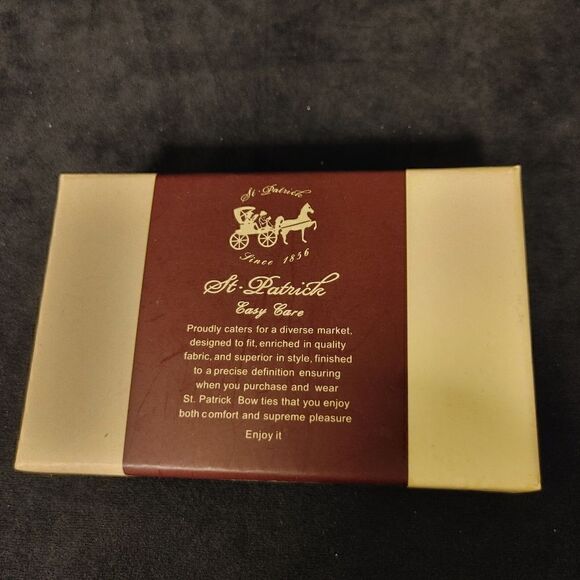 St·Patrick
Since 1856
St·Patrick
Easy Care
Proudly caters for a diverse market,
designed to fit, enriched in quality
fabric, and superior in style, finished
to a precise definition ensuring
when you purchase and wear
St. Patrick Bow ties that you enjoy
both comfort and supreme pleasure
Enjoy it